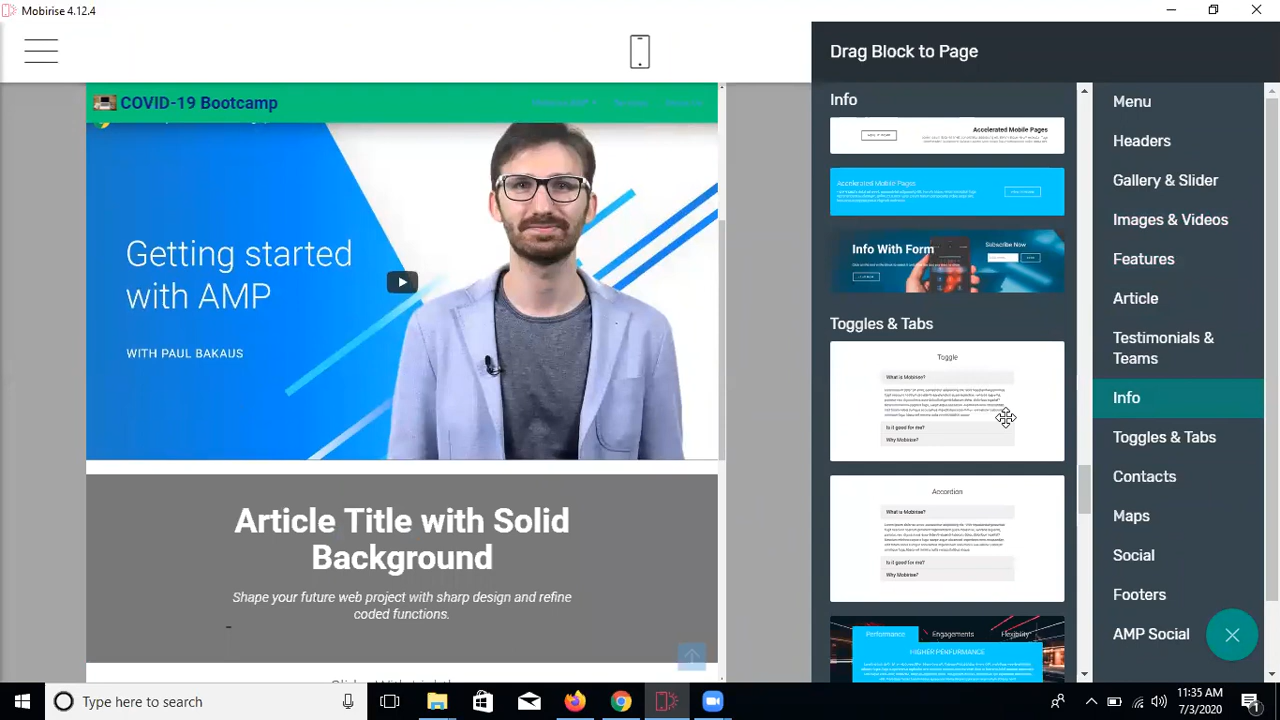 Mobirise 4.12.4
Drag Block to Page
COVID-19 Bootcamp
Getting started
with AMP
WITH PAUL BAKAUS
Article Title with Solid
Background
Shape your future web project with sharp design and refine
coded functions.
Info
Accelerated Mobile Pages
Accelerated Mobile Pages
Info With Form
Subscribe Now
Toggles & Tabs
Toggle
What is Mobirise?
Is it good for me?
Why Mobirise?
Accordion
What is Mobirise?
Is it good for me?
Why Mobirise?
Performance
Engagements
Flexibility
HIGHER PERFORMANCE
Menu
Headers
Gallery & Slider
Images & Videos
Features
Article
Testimonials &
Teams
Info
Toggles & Tabs
Contacts
Maps
Social
Footers
AMP Social
Type here to search
11:35 AM
7/3/2020
1